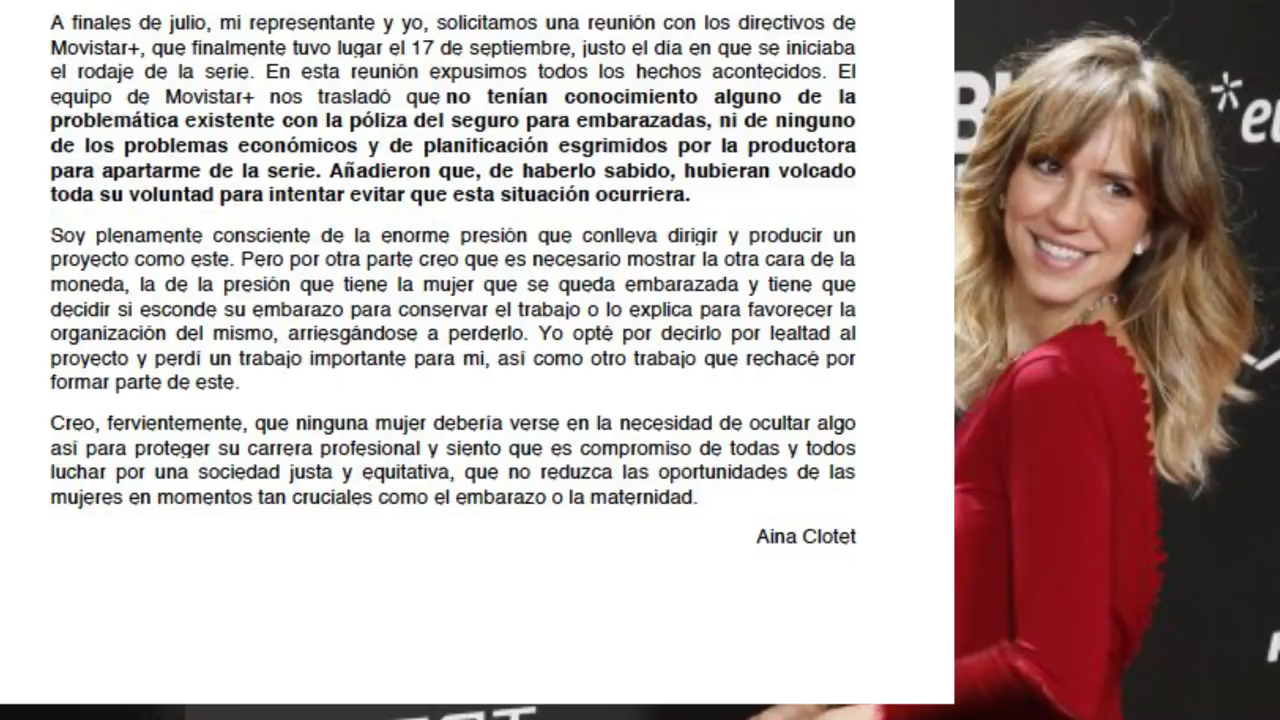 A finales de julio, mi representante y yo, solicitamos una reunión con los directivos de
Movistar+, que finalmente tuvo lugar el 17 de septiembre, justo el día en que se iniciaba
el rodaje de la serie. En esta reunión expusimos todos los hechos acontecidos. El
equipo de Movistar+ nos trasladó que no tenían conocimiento alguno de la
problemática existente con la póliza del seguro para embarazadas, ni de ninguno
de los problemas económicos y de planificación esgrimidos por la productora
para apartarme de la serie. Añadieron que, de haberlo sabido, hubieran volcado
toda su voluntad para intentar evitar que esta situación ocurriera.
Soy plenamente consciente de la enorme presión que conlleva dirigir y producir un
proyecto como este. Pero por otra parte creo que es necesario mostrar la otra cara de la
moneda, la de la presión que tiene la mujer que se queda embarazada y tiene que
decidir si esconde su embarazo para conservar el trabajo o lo explica para favorecer la
organización del mismo, arriesgándose a perderlo. Yo opté por decirlo por lealtad al
proyecto y perdí un trabajo importante para mi, así como otro trabajo que rechacé por
formar parte de este.
Creo, fervientemente, que ninguna mujer debería verse en la necesidad de ocultar algo
así para proteger su carrera profesional y siento que es compromiso de todas y todos
luchar por una sociedad justa y equitativa, que no reduzca las oportunidades de las
mujeres en momentos tan cruciales como el embarazo o la maternidad.
Aina Clotet